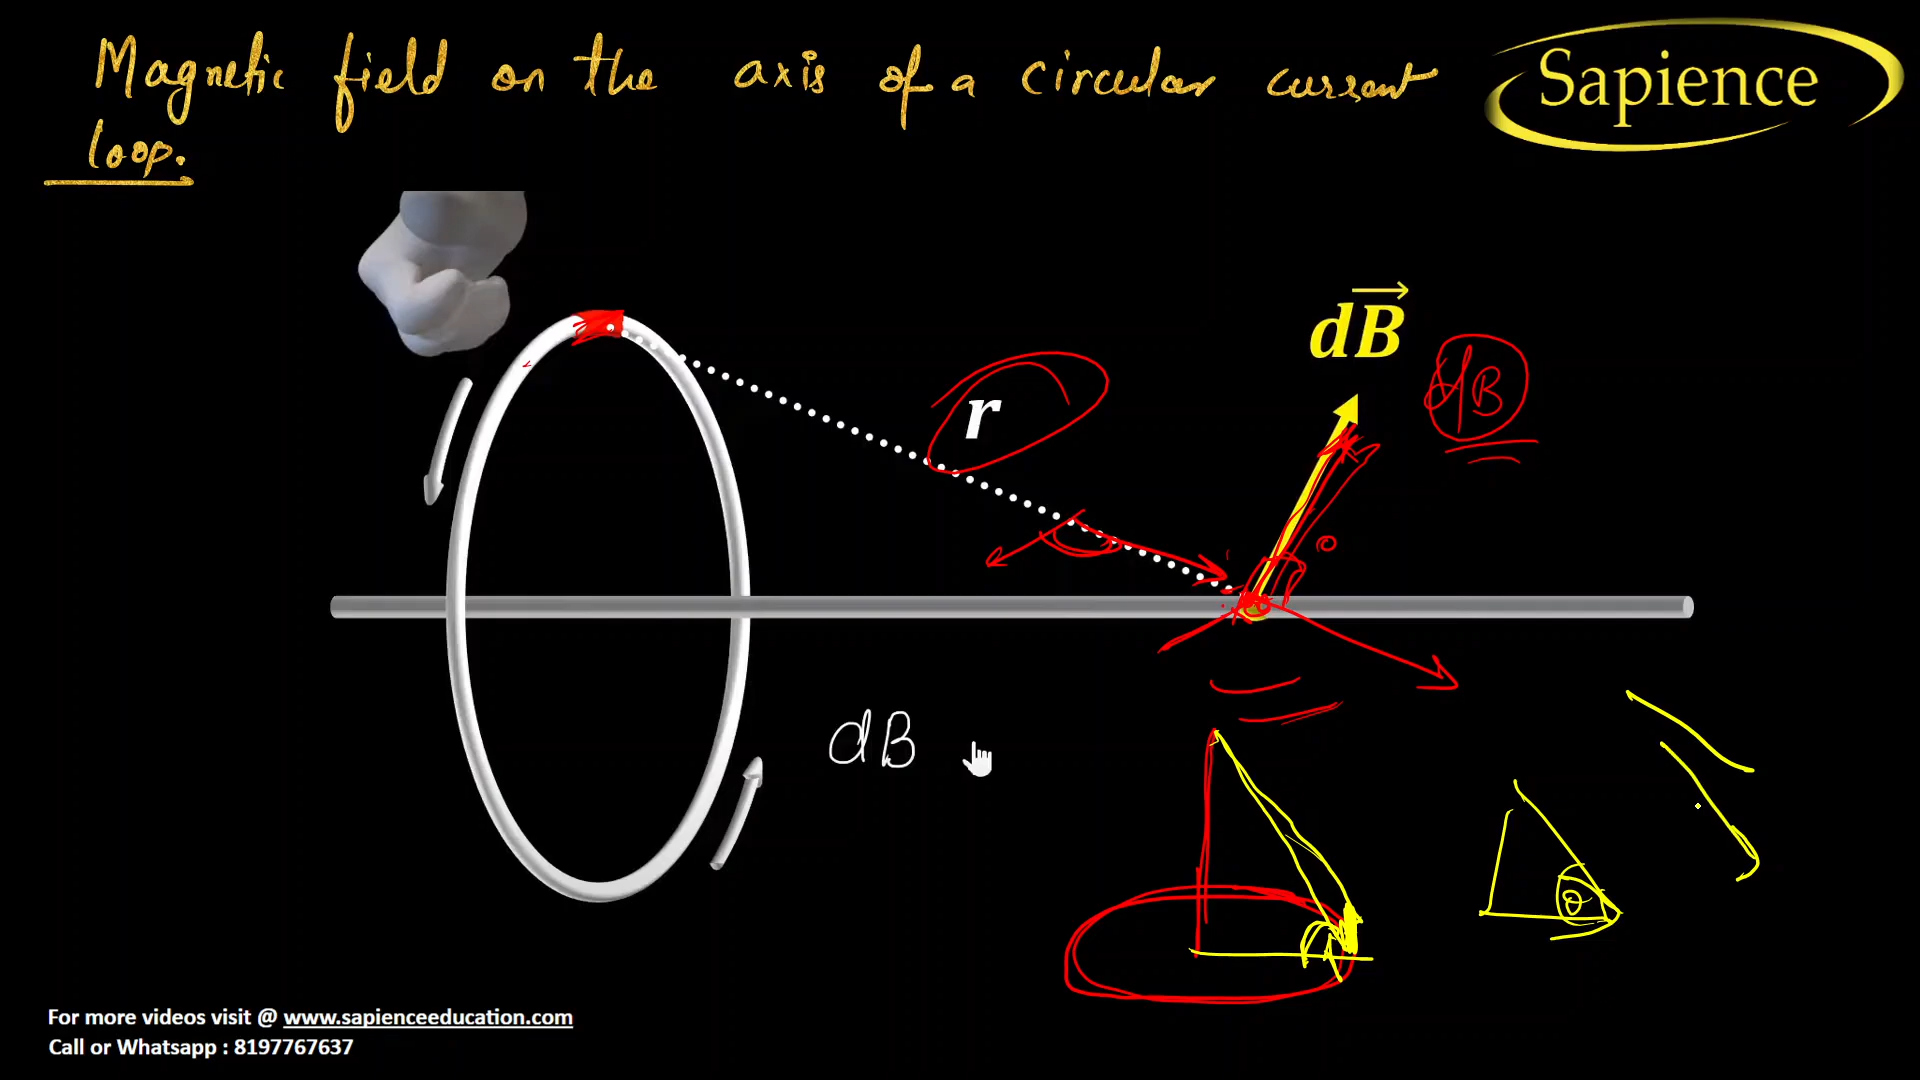 Magnetic field on the axis of a circular current
loop.
Sapience
dB
dB
r
dB
θ
For more videos visit @ www.sapienceeducation.com
Call or Whatsapp : 8197767637